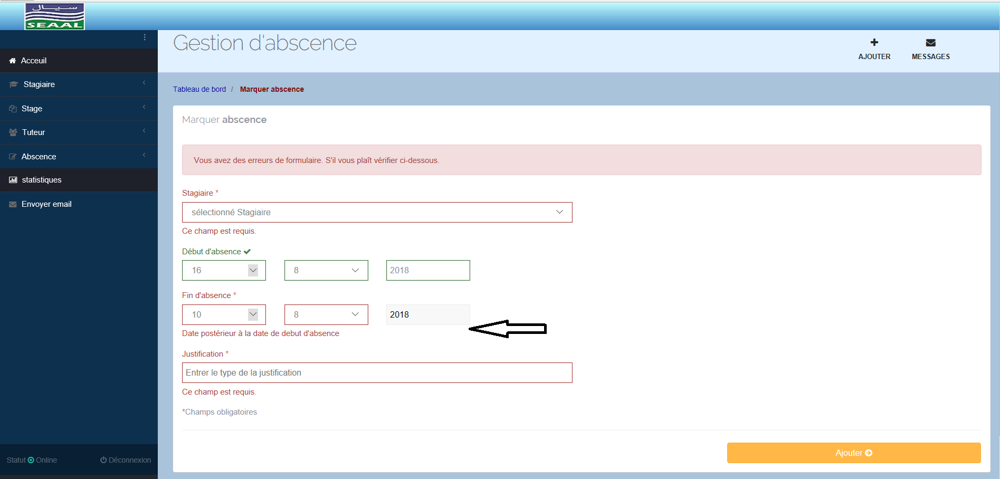 سيال
SEAAL
Gestion d'abscence
AJOUTER
MESSAGES
Acceuil
Stagiaire
Stage
Tuteur
Abscence
statistiques
Envoyer email
Statut Online
Déconnexion
Tableau de bord / Marquer abscence
Marquer abscence
Vous avez des erreurs de formulaire. S'il vous plaît vérifier ci-dessous.
Stagiaire *
sélectionné Stagiaire
Ce champ est requis.
Début d'absence
16 8 2018
Fin d'absence *
10 8 2018
Date postérieur à la date de debut d'absence
Justification *
Entrer le type de la justification
Ce champ est requis.
*Champs obligatoires
Ajouter